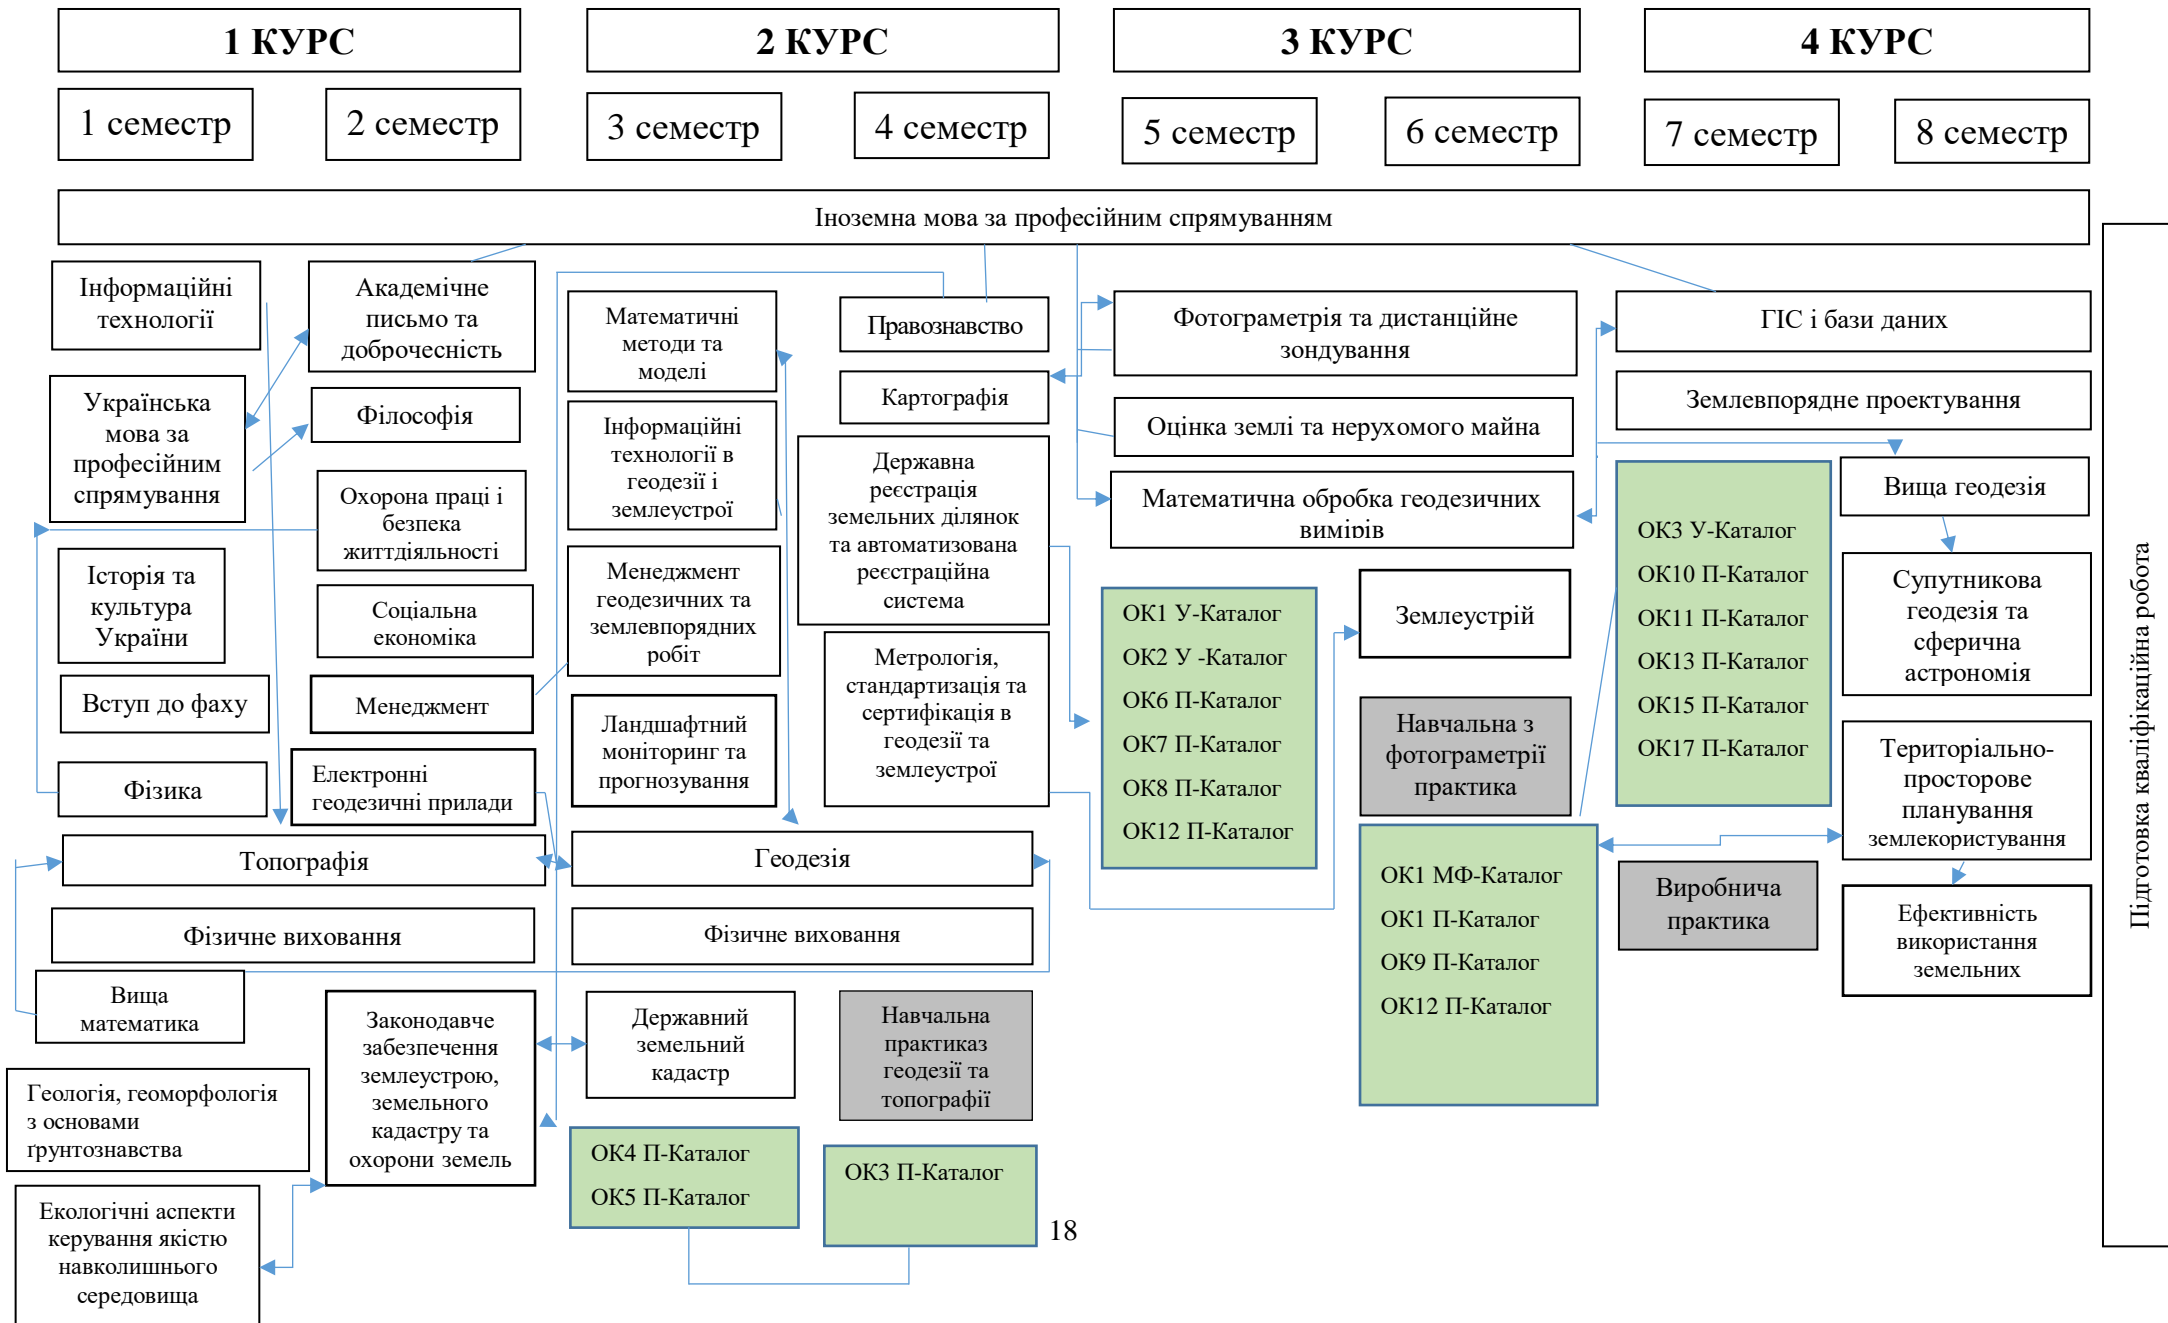 1 КУРС
2 КУРС
3 КУРС
4 КУРС
1 семестр
2 семестр
3 семестр
4 семестр
5 семестр
6 семестр
7 семестр
8 семестр
Іноземна мова за професійним спрямуванням
Інформаційні
технології
Українська
мова за
професійним
спрямування
Історія та
культура
України
Вступ до фаху
Фізика
Академічне
письмо та
доброчесність
Філософія
Охорона праці і
безпека
життдіяльності
Соціальна
економіка
Менеджмент
Електронні
геодезичні прилади
Топографія
Фізичне виховання
Вища
математика
Геологія, геоморфологія
з основами
ґрунтознавства
Екологічні аспекти
керування якістю
навколишнього
середовища
Законодавче
забезпечення
землеустрою,
земельного
кадастру та
охорони земель
Математичні
методи та
моделі
Інформаційні
технології в
геодезії і
землеустрої
Менеджмент
геодезичних та
землевпорядних
робіт
Ландшафтний
моніторинг та
прогнозування
Геодезія
Фізичне виховання
Державний
земельний
кадастр
ОК4 П-Каталог
ОК5 П-Каталог
Правознавство
Картографія
Державна
реєстрація
земельних ділянок
та автоматизована
реєстраційна
система
Метрологія,
стандартизація та
сертифікація в
геодезії та
землеустрої
Навчальна
практиказ
геодезії та
топографії
ОК3 П-Каталог
Фотограметрія та дистанційне
зондування
Оцінка землі та нерухомого майна
Математична обробка геодезичних
вимірів
ОК1 У-Каталог
ОК2 У -Каталог
ОК6 П-Каталог
ОК7 П-Каталог
ОК8 П-Каталог
ОК12 П-Каталог
Землеустрій
Навчальна з
фотограметрії
практика
ОК1 МФ-Каталог
ОК1 П-Каталог
ОК9 П-Каталог
ОК12 П-Каталог
ГІС і бази даних
Землевпорядне проектування
ОК3 У-Каталог
ОК10 П-Каталог
ОК11 П-Каталог
ОК13 П-Каталог
ОК15 П-Каталог
ОК17 П-Каталог
Виробнича
практика
Вища геодезія
Супутникова
геодезія та
сферична
астрономія
Територіально-
просторове
планування
землекористування
Ефективність
використання
земельних
Підготовка кваліфікаційна робота
18